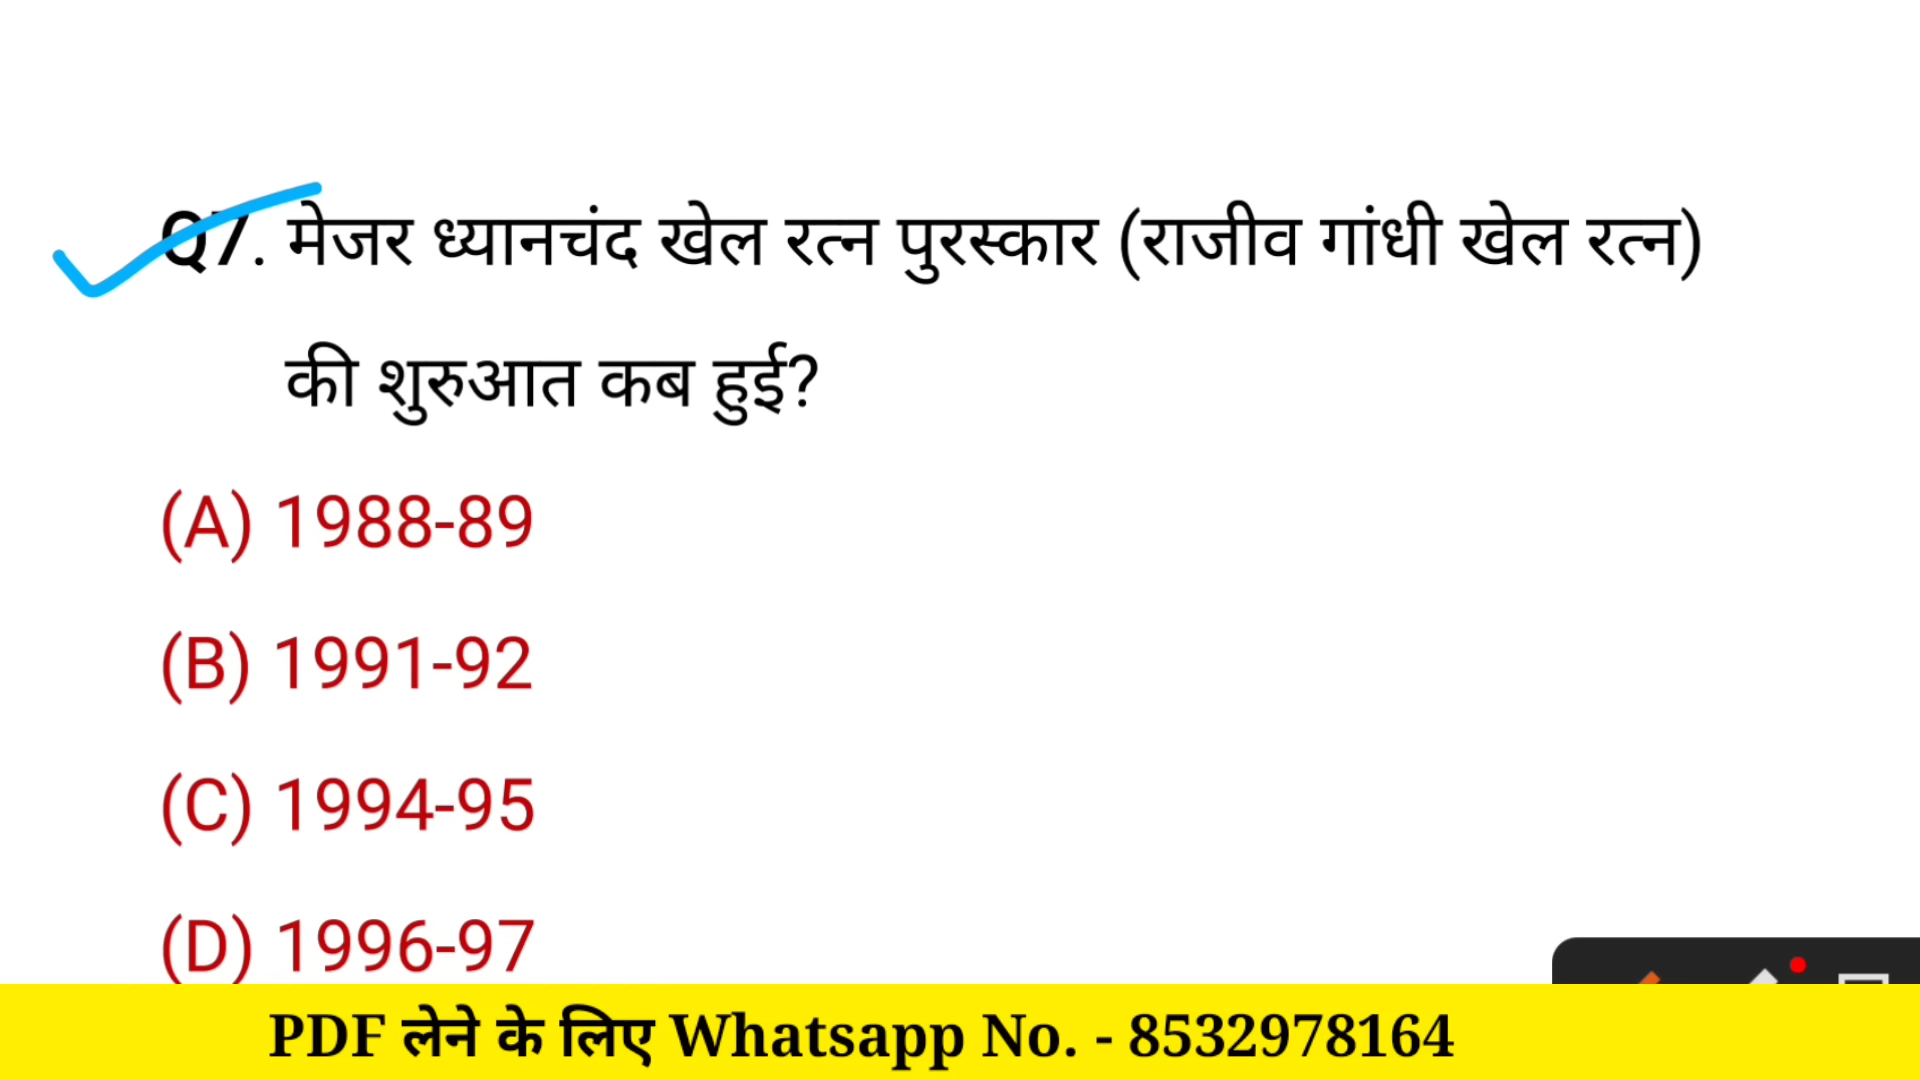 Q7. मेजर ध्यानचंद खेल रत्न पुरस्कार (राजीव गांधी खेल रत्न)
की शुरुआत कब हुई?
(A) 1988-89
(B) 1991-92
(C) 1994-95
(D) 1996-97
PDF लेने के लिए Whatsapp No. - 8532978164